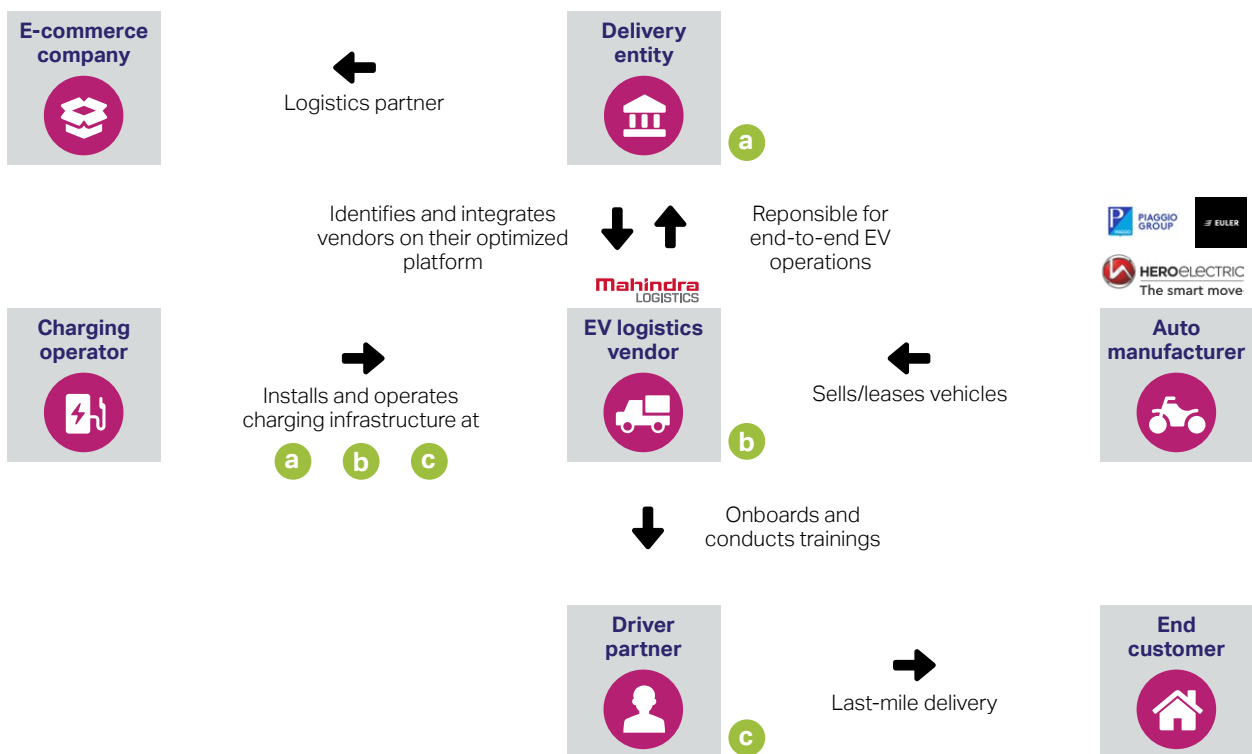 E-commerce
company
Logistics partner
Delivery
entity
a
Identifies and integrates
vendors on their optimized
platform
Reponsible for
end-to-end EV
operations
PIAGGIO
PIAGGIO
GROUP
EULER
HEROELECTRIC
The smart move
Mahindra
LOGISTICS
Charging
operator
Installs and operates
charging infrastructure at
a b c
EV logistics
vendor
b
Sells/leases vehicles
Auto
manufacturer
Onboards and
conducts trainings
Driver
partner
c
Last-mile delivery
End
customer